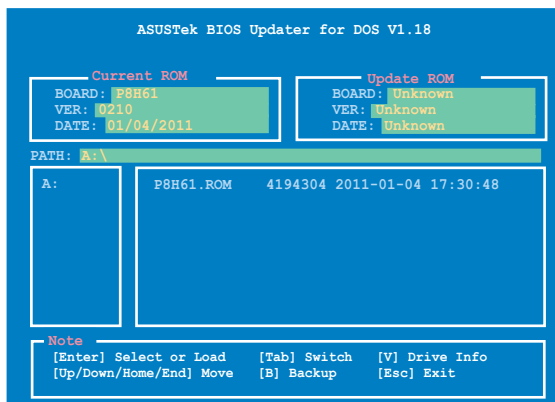 ASUSTek BIOS Updater for DOS V1.18
Current ROM
BOARD: P8H61
VER: 0210
DATE: 01/04/2011
Update ROM
BOARD: Unknown
VER: Unknown
DATE: Unknown
PATH: A:\
A:
P8H61.ROM 4194304 2011-01-04 17:30:48
Note
[Enter] Select or Load [Tab] Switch [V] Drive Info
[Up/Down/Home/End] Move [B] Backup [Esc] Exit